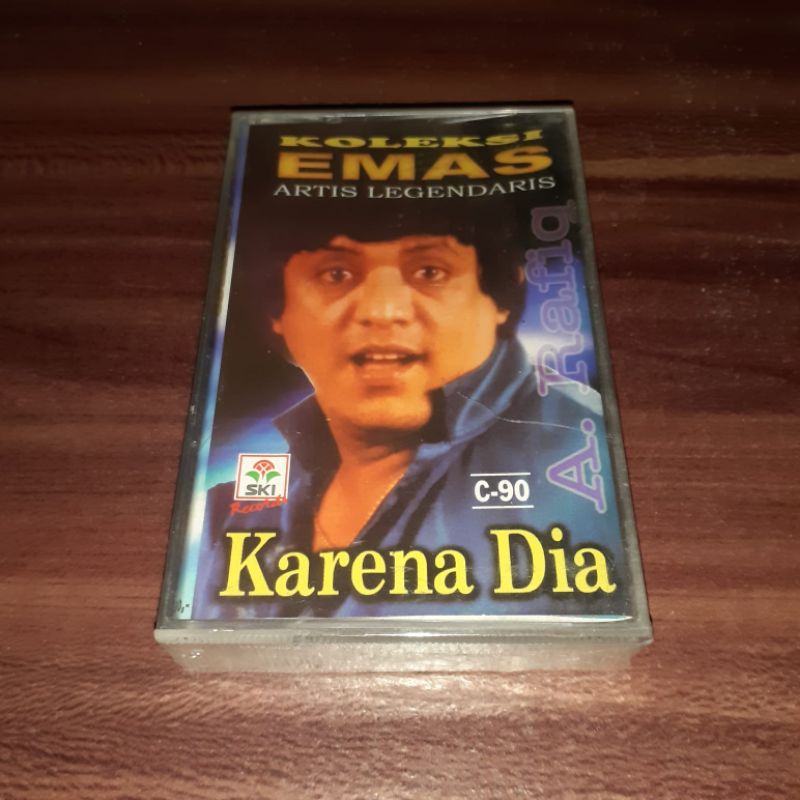 KOLEKSI
EMAS
ARTIS LEGENDARIS
A. Rafiq
SKI
Records
C-90
Karena Dia